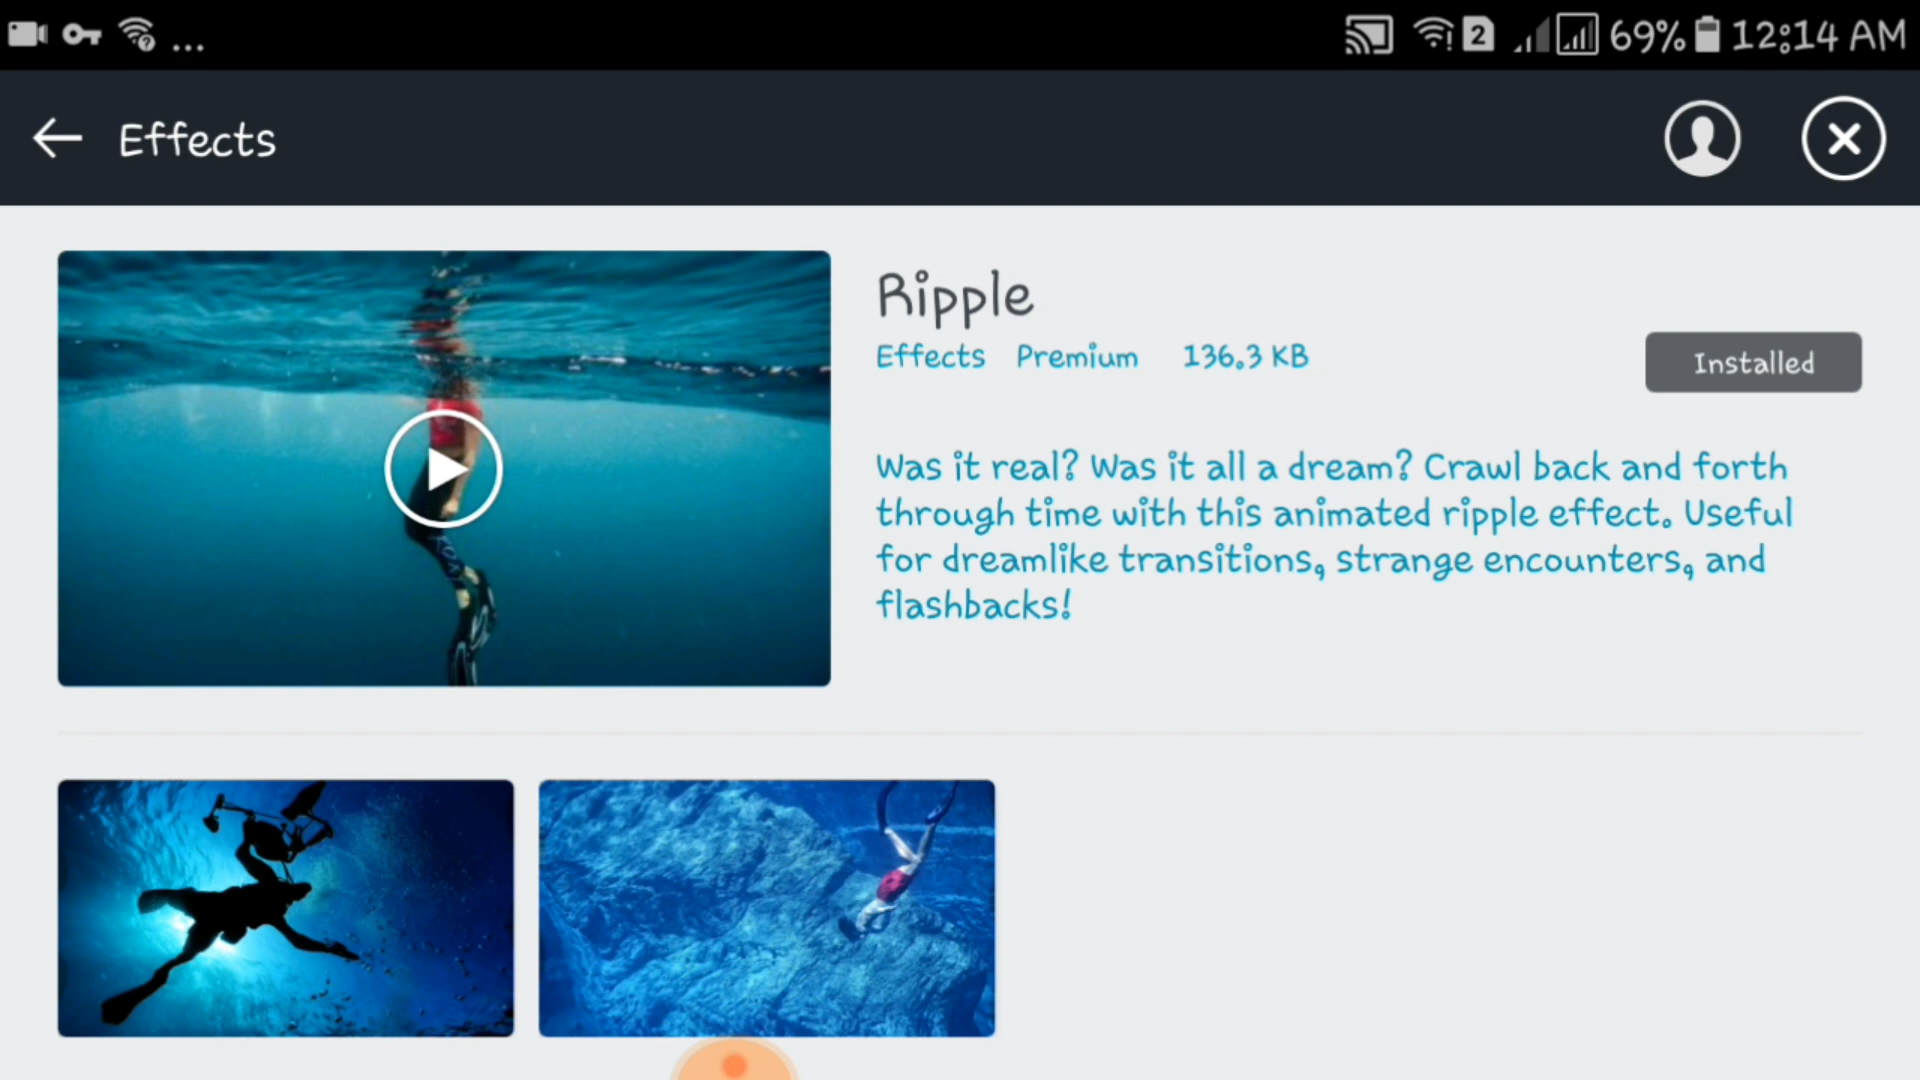 ... 2 69% 12:14 AM
Effects
Ripple
Effects Premium 136.3 KB
Installed
Was it real? Was it all a dream? Crawl back and forth
through time with this animated ripple effect. Useful
for dreamlike transitions, strange encounters, and
flashbacks!